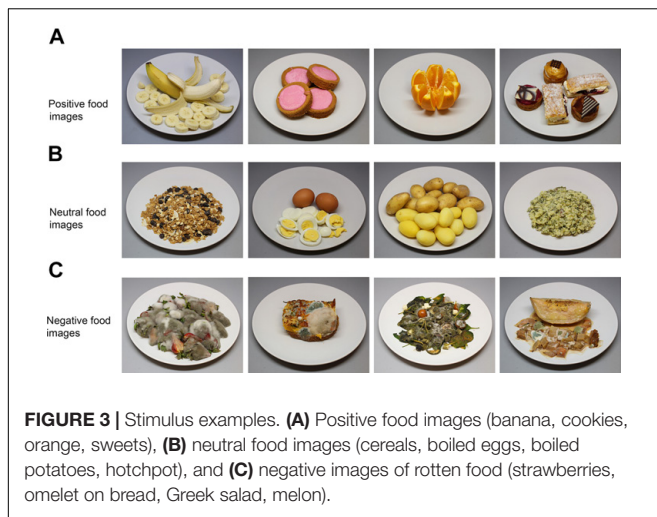 A
Positive food
images
B
Neutral food
images
C
Negative food
images
FIGURE 3 | Stimulus examples. (A) Positive food images (banana, cookies,
orange, sweets), (B) neutral food images (cereals, boiled eggs, boiled
potatoes, hotchpot), and (C) negative images of rotten food (strawberries,
omelet on bread, Greek salad, melon).